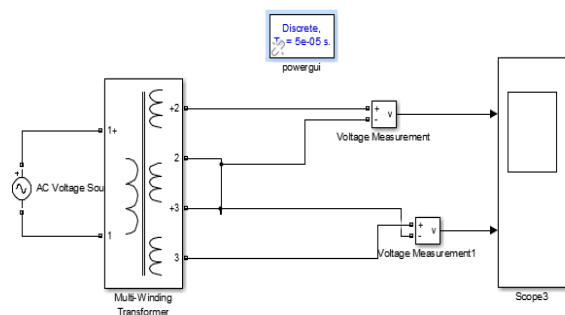 Discrete,
= 5e-05 s.
powergui
+2
1+
+
v
-
Voltage Measurement
2
+
AC Voltage Sou
+3
+
v
-
3
1
Voltage Measurement1
Multi-Winding
Transformer
Scope3